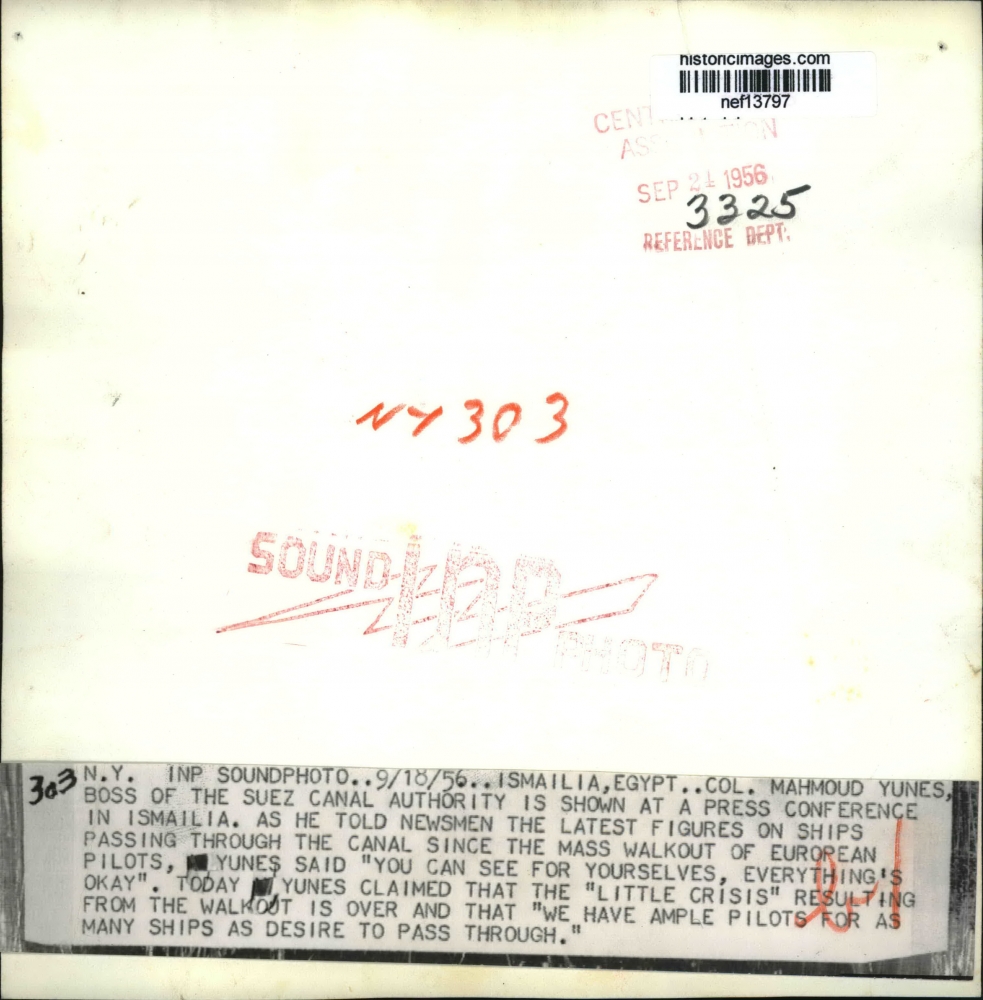 historicimages.com
nef13797
CENT
AS
SEP 21 1956
3325
REFERENCE DEPT.
NY 303
SOUND INP PHOTO
303
N.Y. INP SOUNDPHOTO..9/18/56..ISMAILIA,EGYPT..COL. MAHMOUD YUNES,
BOSS OF THE SUEZ CANAL AUTHORITY IS SHOWN AT A PRESS CONFERENCE
IN ISMAILIA. AS HE TOLD NEWSMEN THE LATEST FIGURES ON SHIPS
PASSING THROUGH THE CANAL SINCE THE MASS WALKOUT OF EUROPEAN
PILOTS, YUNES SAID "YOU CAN SEE FOR YOURSELVES, EVERYTHING'S
OKAY". TODAY YUNES CLAIMED THAT THE "LITTLE CRISIS" RESULTING
FROM THE WALKOUT IS OVER AND THAT "WE HAVE AMPLE PILOTS FOR AS
MANY SHIPS AS DESIRE TO PASS THROUGH."